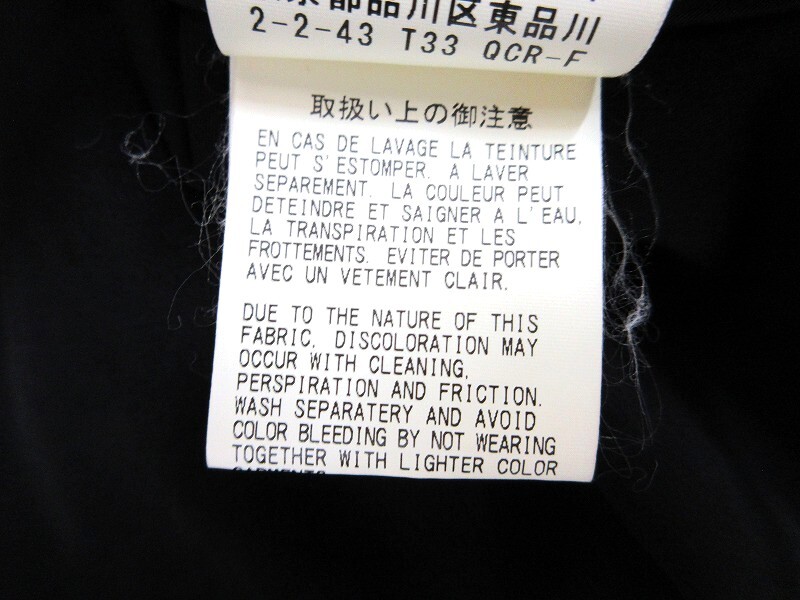 京都品川区東品川
2-2-43 T33 QCR-F
取扱い上の御注意
EN CAS DE LAVAGE LA TEINTURE
PEUT S'ESTOMPER. A LAVER
SEPAREMENT. LA COULEUR PEUT
DETEINDRE ET SAIGNER A L'EAU,
LA TRANSPIRATION ET LES
FROTTEMENTS. EVITER DE PORTER
AVEC UN VETEMENT CLAIR.
DUE TO THE NATURE OF THIS
FABRIC, DISCOLORATION MAY
OCCUR WITH CLEANING,
PERSPIRATION AND FRICTION.
WASH SEPARATERY AND AVOID
COLOR BLEEDING BY NOT WEARING
TOGETHER WITH LIGHTER COLOR